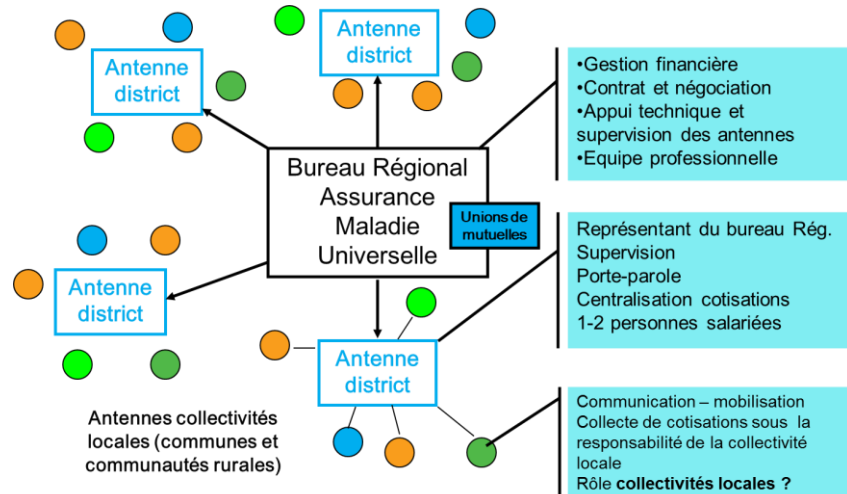 Antenne
district
Antenne
district
•Gestion financière
•Contrat et négociation
•Appui technique et
supervision des antennes
•Equipe professionnelle
Bureau Régional
Assurance
Maladie
Universelle
Unions de
mutuelles
Représentant du bureau Rég.
Supervision
Porte-parole
Centralisation cotisations
1-2 personnes salariées
Antenne
district
Antenne
district
Antennes collectivités
locales (communes et
communautés rurales)
Communication – mobilisation
Collecte de cotisations sous la
responsabilité de la collectivité
locale
Rôle collectivités locales ?